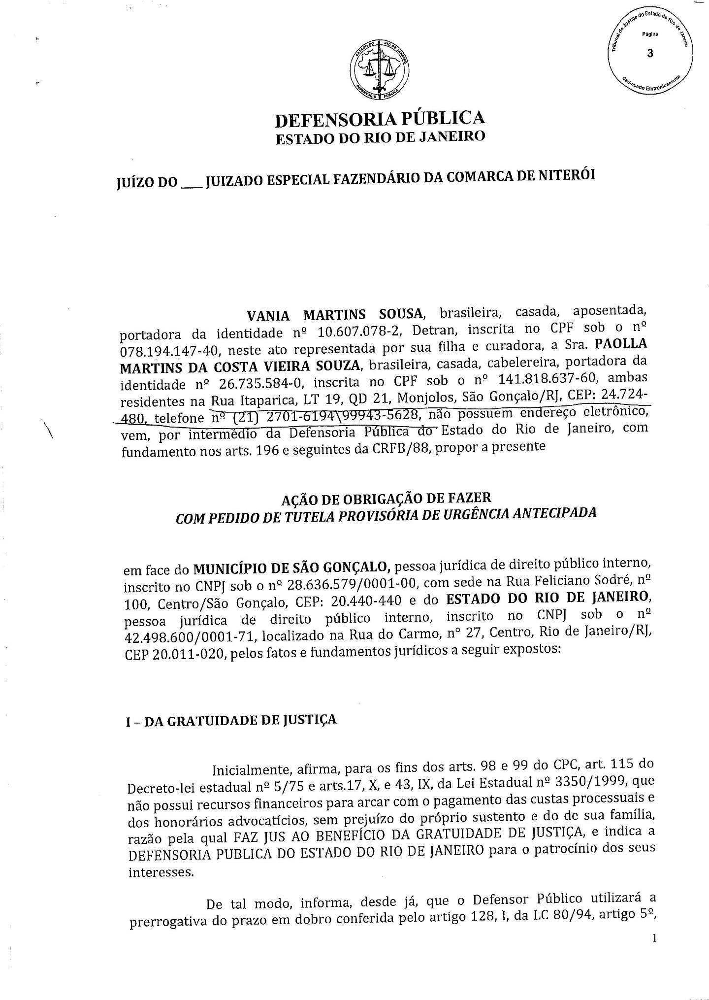 Tribunal de Justiça do Estado do Rio de Janeiro
Página
3
Carimbado Eletronicamente
ESTADO DO RIO DE JANEIRO
DEFENSORIA PÚBLICA
DEFENSORIA PÚBLICA
ESTADO DO RIO DE JANEIRO
JUÍZO DO ___ JUIZADO ESPECIAL FAZENDÁRIO DA COMARCA DE NITERÓI
VANIA MARTINS SOUSA, brasileira, casada, aposentada,
portadora da identidade nº 10.607.078-2, Detran, inscrita no CPF sob o nº
078.194.147-40, neste ato representada por sua filha e curadora, a Sra. PAOLLA
MARTINS DA COSTA VIEIRA SOUZA, brasileira, casada, cabelereira, portadora da
identidade nº 26.735.584-0, inscrita no CPF sob o nº 141.818.637-60, ambas
residentes na Rua Itaparica, LT 19, QD 21, Monjolos, São Gonçalo/RJ, CEP: 24.724-
480, telefone nº (21) 2701-6194\99943-5628, não possuem endereço eletrônico,
vem, por intermédio da Defensoria Pública do Estado do Rio de Janeiro, com
fundamento nos arts. 196 e seguintes da CRFB/88, propor a presente
AÇÃO DE OBRIGAÇÃO DE FAZER
COM PEDIDO DE TUTELA PROVISÓRIA DE URGÊNCIA ANTECIPADA
em face do MUNICÍPIO DE SÃO GONÇALO, pessoa jurídica de direito público interno,
inscrito no CNPJ sob o nº 28.636.579/0001-00, com sede na Rua Feliciano Sodré, nº
100, Centro/São Gonçalo, CEP: 20.440-440 e do ESTADO DO RIO DE JANEIRO,
pessoa jurídica de direito público interno, inscrito no CNPJ sob o nº
42.498.600/0001-71, localizado na Rua do Carmo, n° 27, Centro, Rio de Janeiro/RJ,
CEP 20.011-020, pelos fatos e fundamentos jurídicos a seguir expostos:
I – DA GRATUIDADE DE JUSTIÇA
Inicialmente, afirma, para os fins dos arts. 98 e 99 do CPC, art. 115 do
Decreto-lei estadual nº 5/75 e arts.17, X, e 43, IX, da Lei Estadual nº 3350/1999, que
não possui recursos financeiros para arcar com o pagamento das custas processuais e
dos honorários advocatícios, sem prejuízo do próprio sustento e do de sua família,
razão pela qual FAZ JUS AO BENEFÍCIO DA GRATUIDADE DE JUSTIÇA, e indica a
DEFENSORIA PUBLICA DO ESTADO DO RIO DE JANEIRO para o patrocínio dos seus
interesses.
De tal modo, informa, desde já, que o Defensor Público utilizará a
prerrogativa do prazo em dobro conferida pelo artigo 128, I, da LC 80/94, artigo 5º,
1